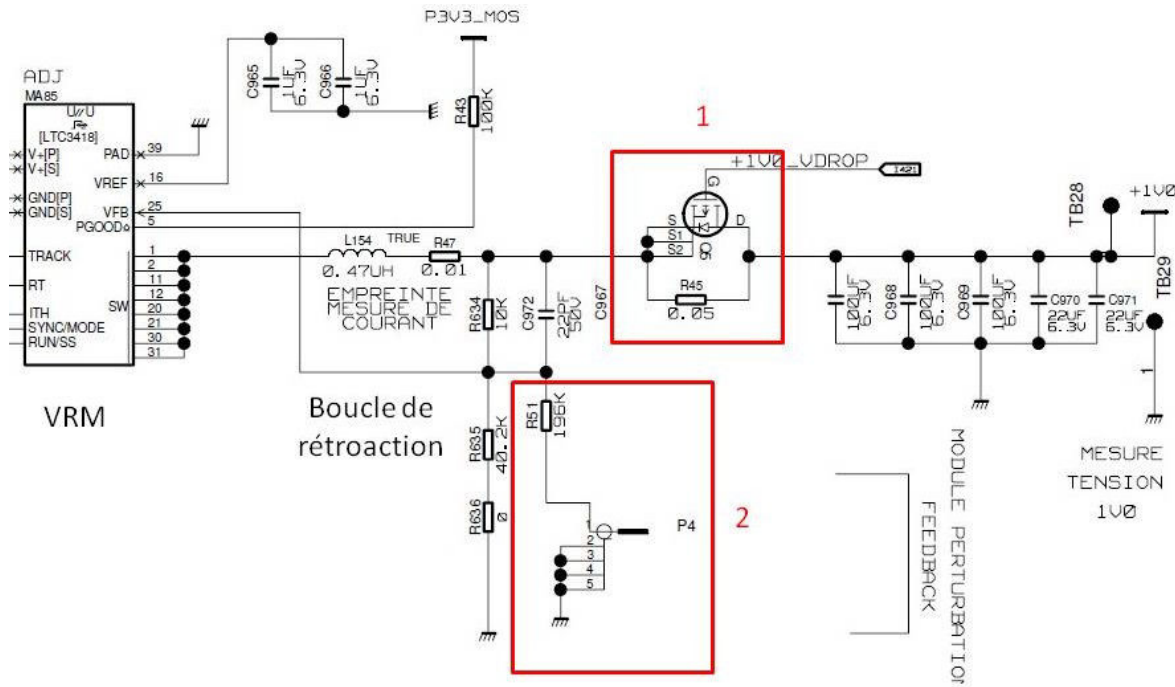 P3V3_MOS
ADJ
MA85
U//U
[LTC3418]
V+[P]
V+[S]
GND[P]
GND[S]
TRACK
RT
ITH
SYNC/MODE
RUN/SS
PAD
VREF
VFB
PGOOD
SW
39
16
25
5
1
2
11
12
20
21
30
31
VRM
C965
1UF
6.3V
C966
1UF
6.3V
R43
100K
L154
0.47UH
TRUE
R47
0.01
EMPREINTE
MESURE DE
COURANT
R634
10K
C972
22PF
50V
Boucle de
rétroaction
R635
40.2K
R636
0
1
+1V0_VDROP
I421
G
S
S1
S2
D
Q5
R45
0.05
C967
100UF
6.3V
C968
100UF
6.3V
C969
100UF
6.3V
C970
22UF
6.3V
C971
22UF
6.3V
TB28
+1V0
TB29
1
MESURE
TENSION
1V0
2
R51
196K
1
2
3
4
5
P4
MODULE PERTURBATION
FEEDBACK